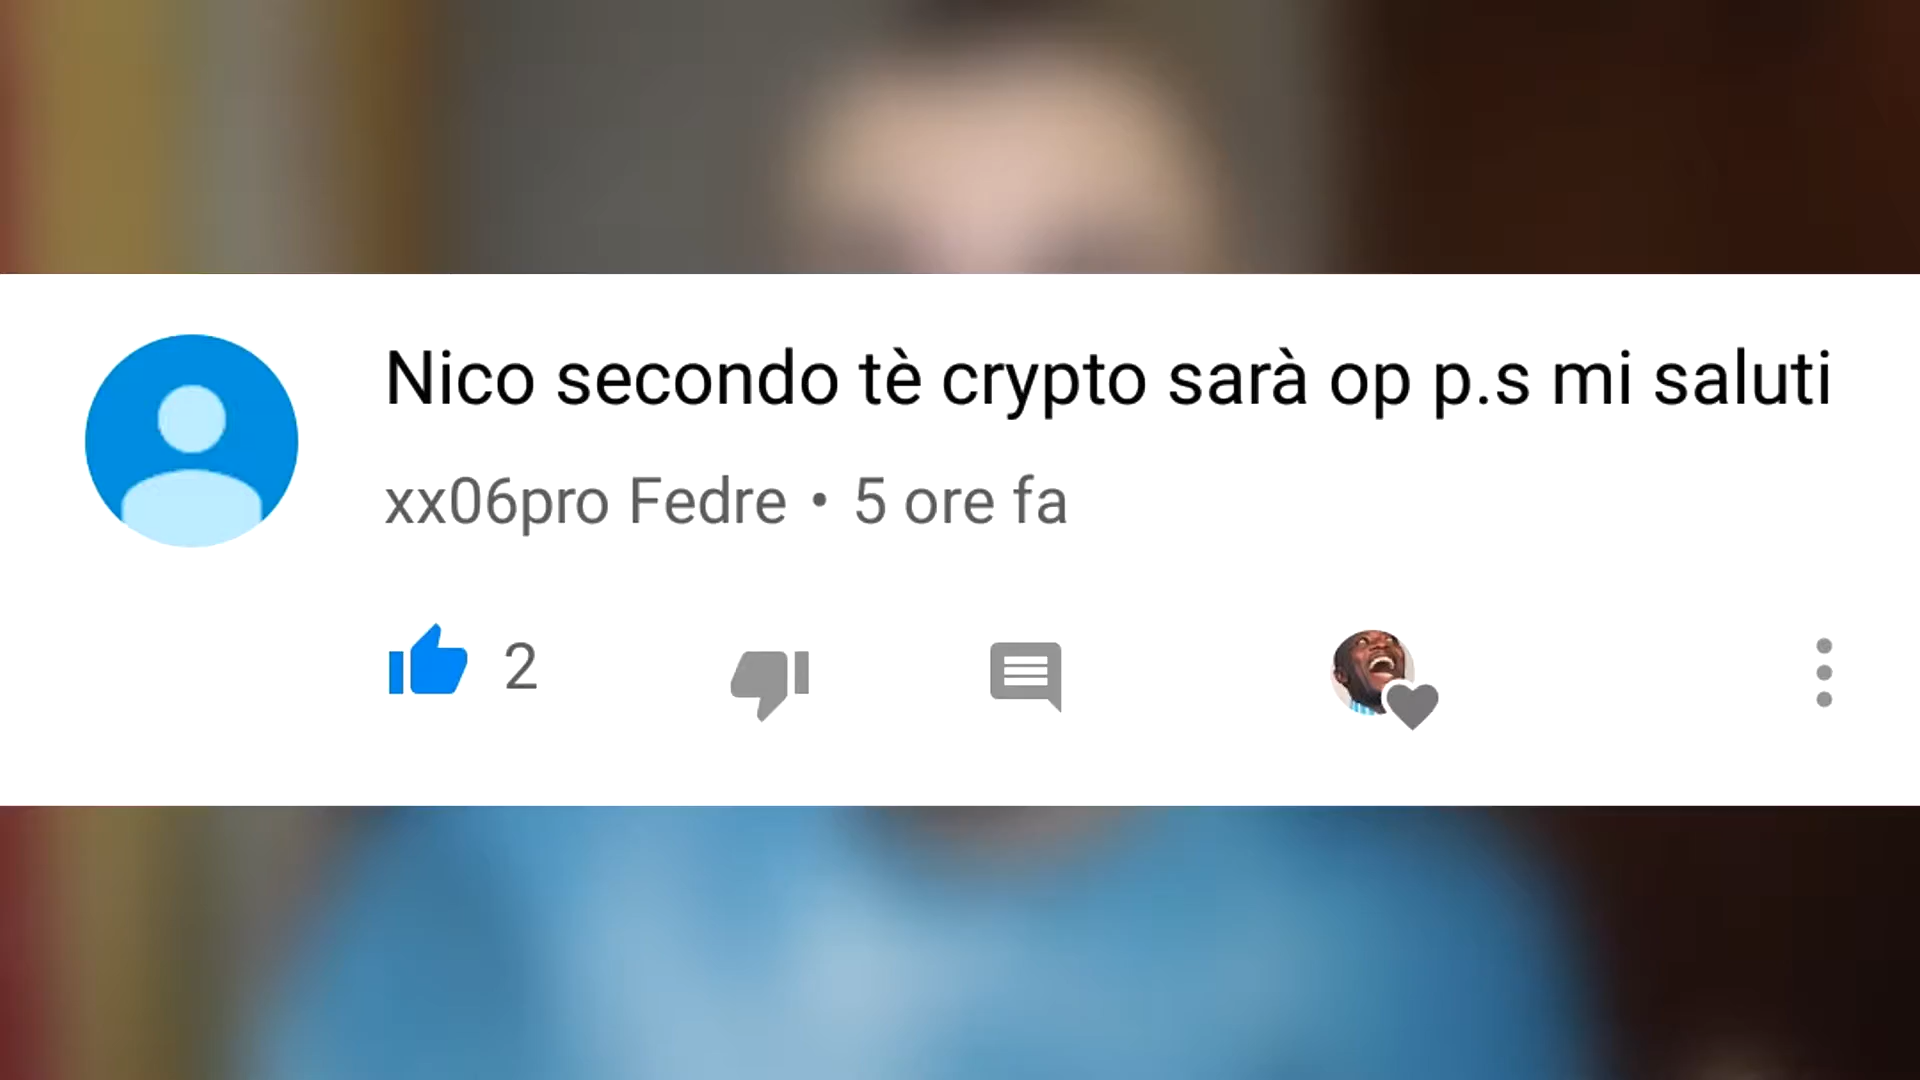 Nico secondo tè crypto sarà op p.s mi saluti
xx06pro Fedre • 5 ore fa
2